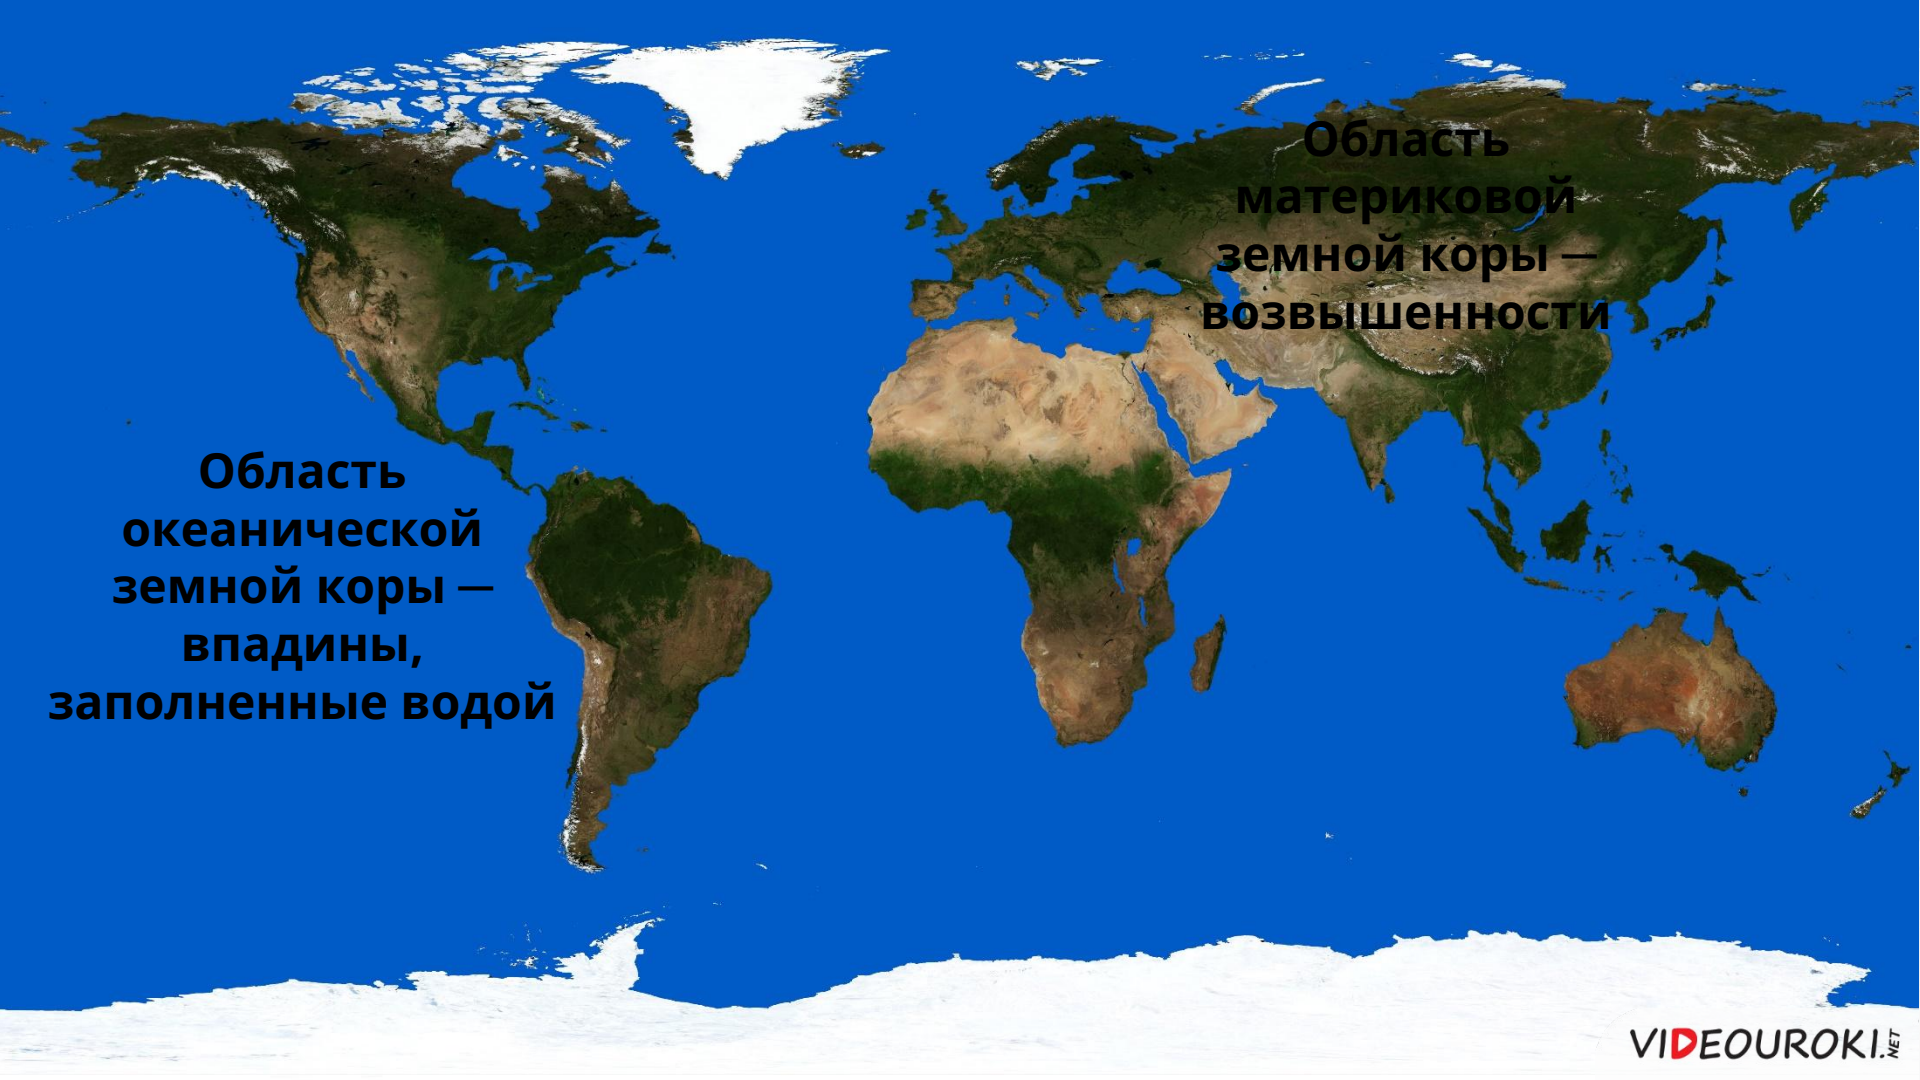 Область
материковой
земной коры —
возвышенности
Область
океанической
земной коры —
впадины,
заполненные водой
VIDEOUROKI.NET